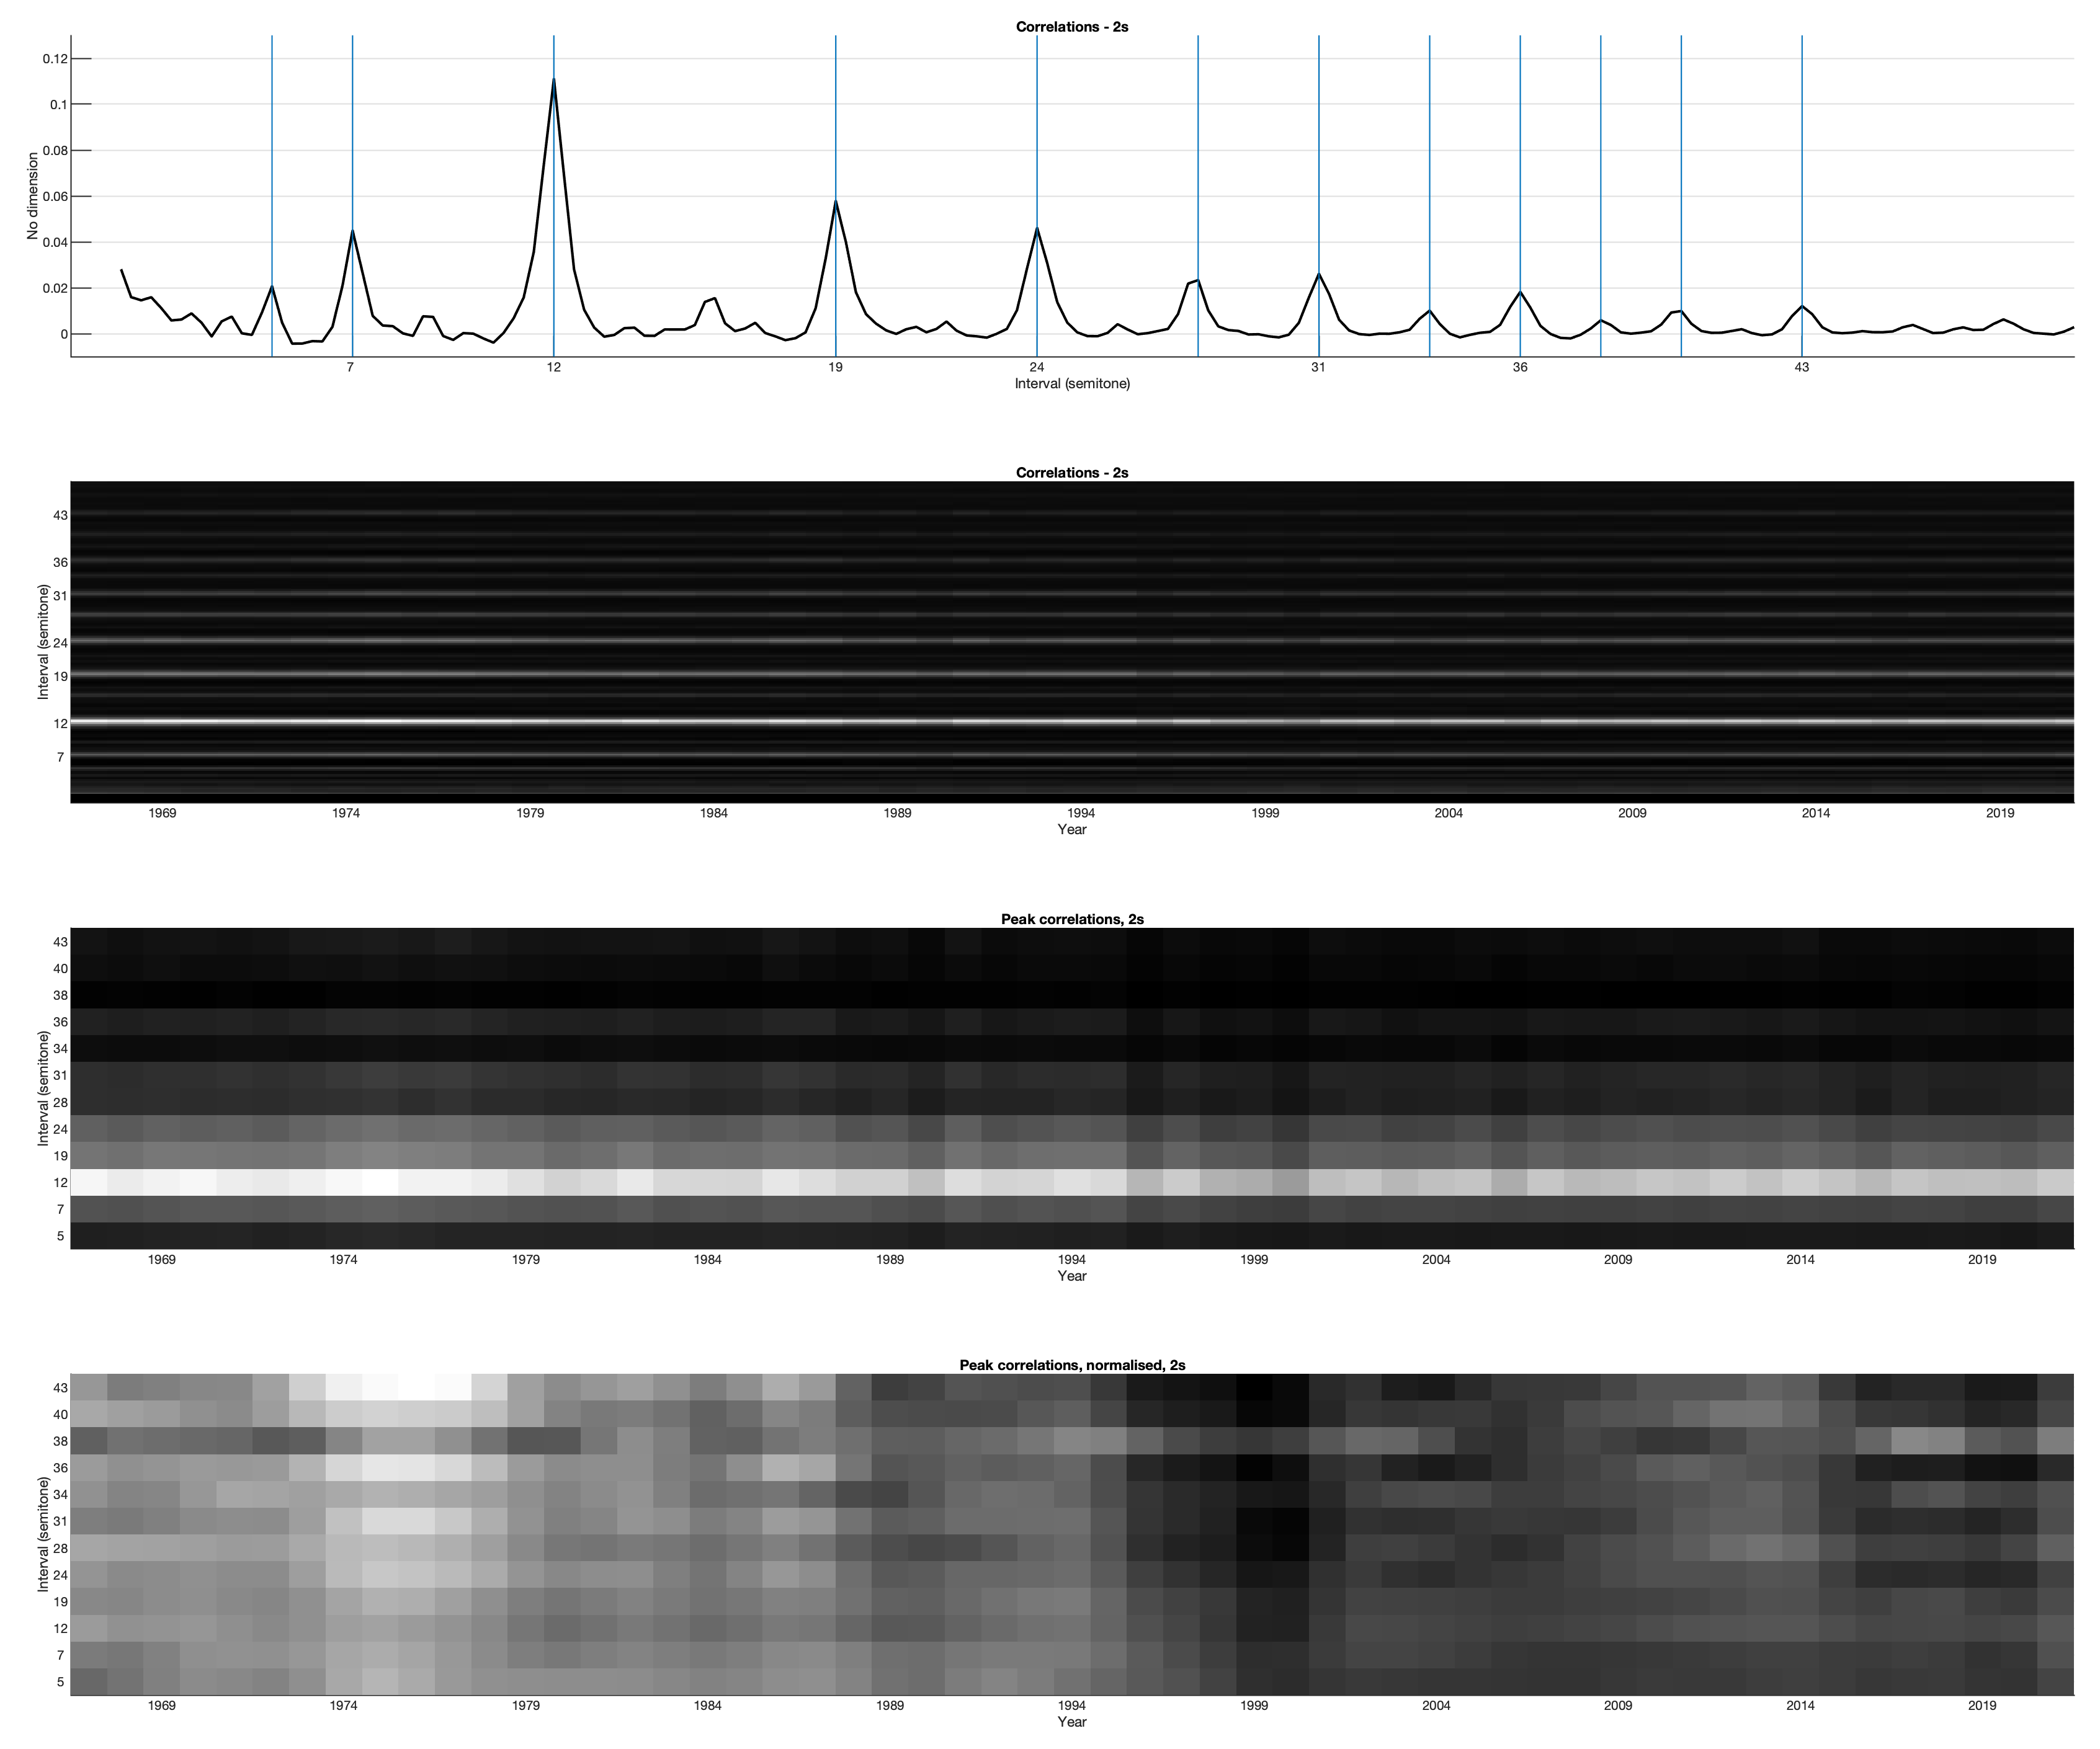 Correlations - 2s
0.12
0.1
0.08
0.06
0.04
0.02
0
No dimension
7 12 19 24 31 36 43
Interval (semitone)
Correlations - 2s
43
36
31
24
19
12
7
Interval (semitone)
1969 1974 1979 1984 1989 1994 1999 2004 2009 2014 2019
Year
Peak correlations, 2s
43
40
38
36
34
31
28
24
19
12
7
5
Interval (semitone)
1969 1974 1979 1984 1989 1994 1999 2004 2009 2014 2019
Year
Peak correlations, normalised, 2s
43
40
38
36
34
31
28
24
19
12
7
5
Interval (semitone)
1969 1974 1979 1984 1989 1994 1999 2004 2009 2014 2019
Year